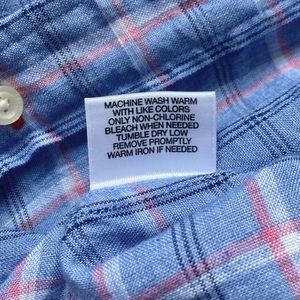 MACHINE WASH WARM
WITH LIKE COLORS
ONLY NON-CHLORINE
BLEACH WHEN NEEDED
TUMBLE DRY LOW
REMOVE PROMPTLY
WARM IRON IF NEEDED